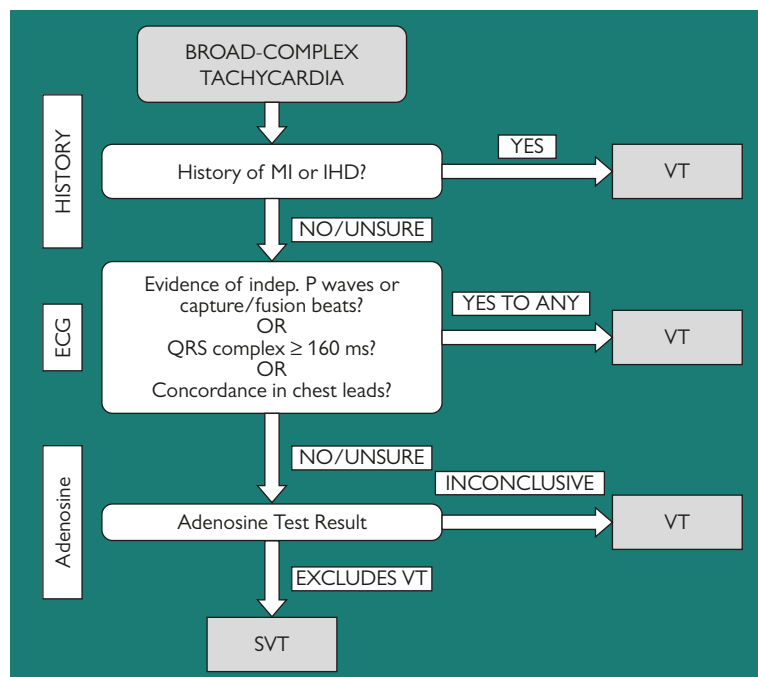 BROAD-COMPLEX
TACHYCARDIA
HISTORY
History of MI or IHD?
YES
VT
NO/UNSURE
ECG
Evidence of indep. P waves or
capture/fusion beats?
OR
QRS complex ≥ 160 ms?
OR
Concordance in chest leads?
YES TO ANY
VT
NO/UNSURE
Adenosine
Adenosine Test Result
INCONCLUSIVE
VT
EXCLUDES VT
SVT